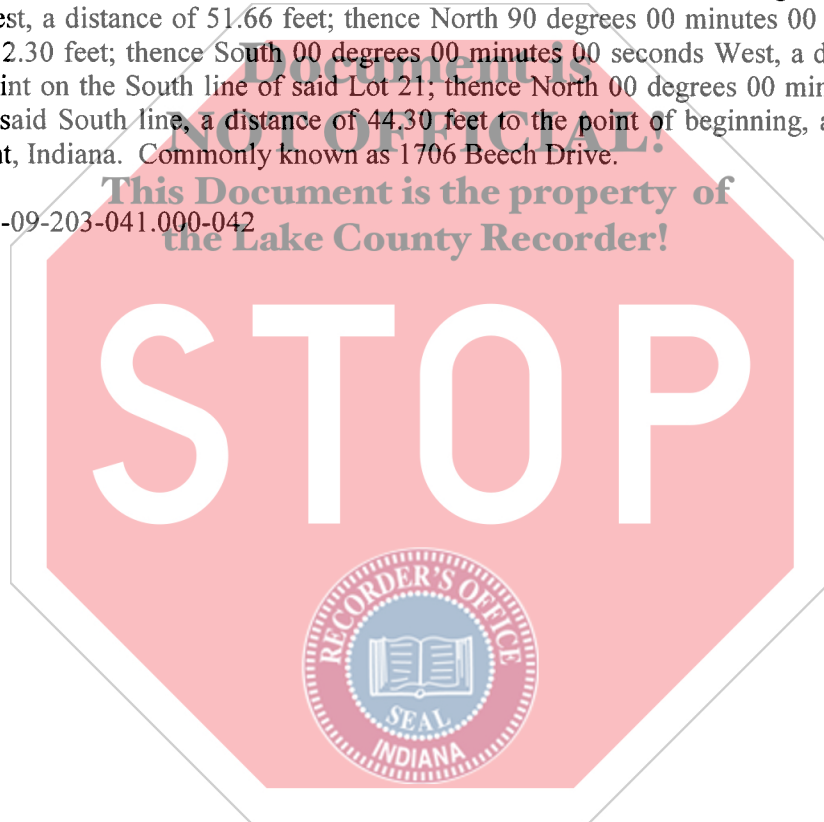 est, a distance of 51.66 feet; thence North 90 degrees 00 minutes 00
2.30 feet; thence South 00 degrees 00 minutes 00 seconds West, a d
Document is
int on the South line of said Lot 21; thence North 00 degrees 00 min
said South line, a distance of 44.30 feet to the point of beginning, a
NOT OFFICIAL!
t, Indiana. Commonly known as 1706 Beech Drive.
This Document is the property of
-09-203-041.000-042
the Lake County Recorder!
STOP
RECORDER'S OFFICE
SEAL
INDIANA